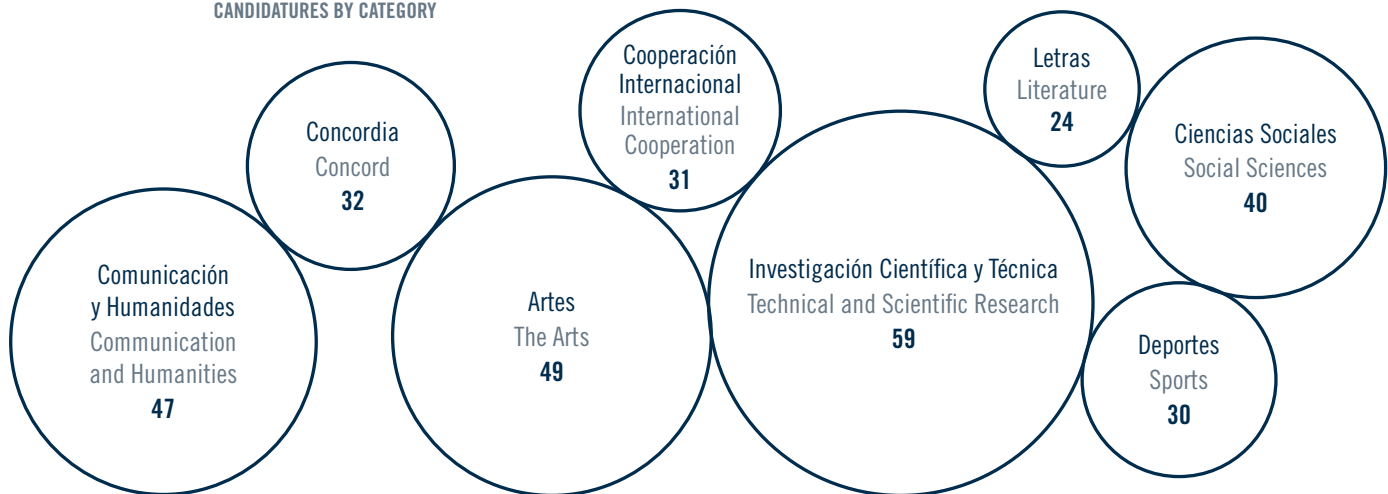 CANDIDATURES BY CATEGORY
Comunicación
y Humanidades
Communication
and Humanities
47
Concordia
Concord
32
Artes
The Arts
49
Cooperación
Internacional
International
Cooperation
31
Investigación Científica y Técnica
Technical and Scientific Research
59
Letras
Literature
24
Ciencias Sociales
Social Sciences
40
Deportes
Sports
30